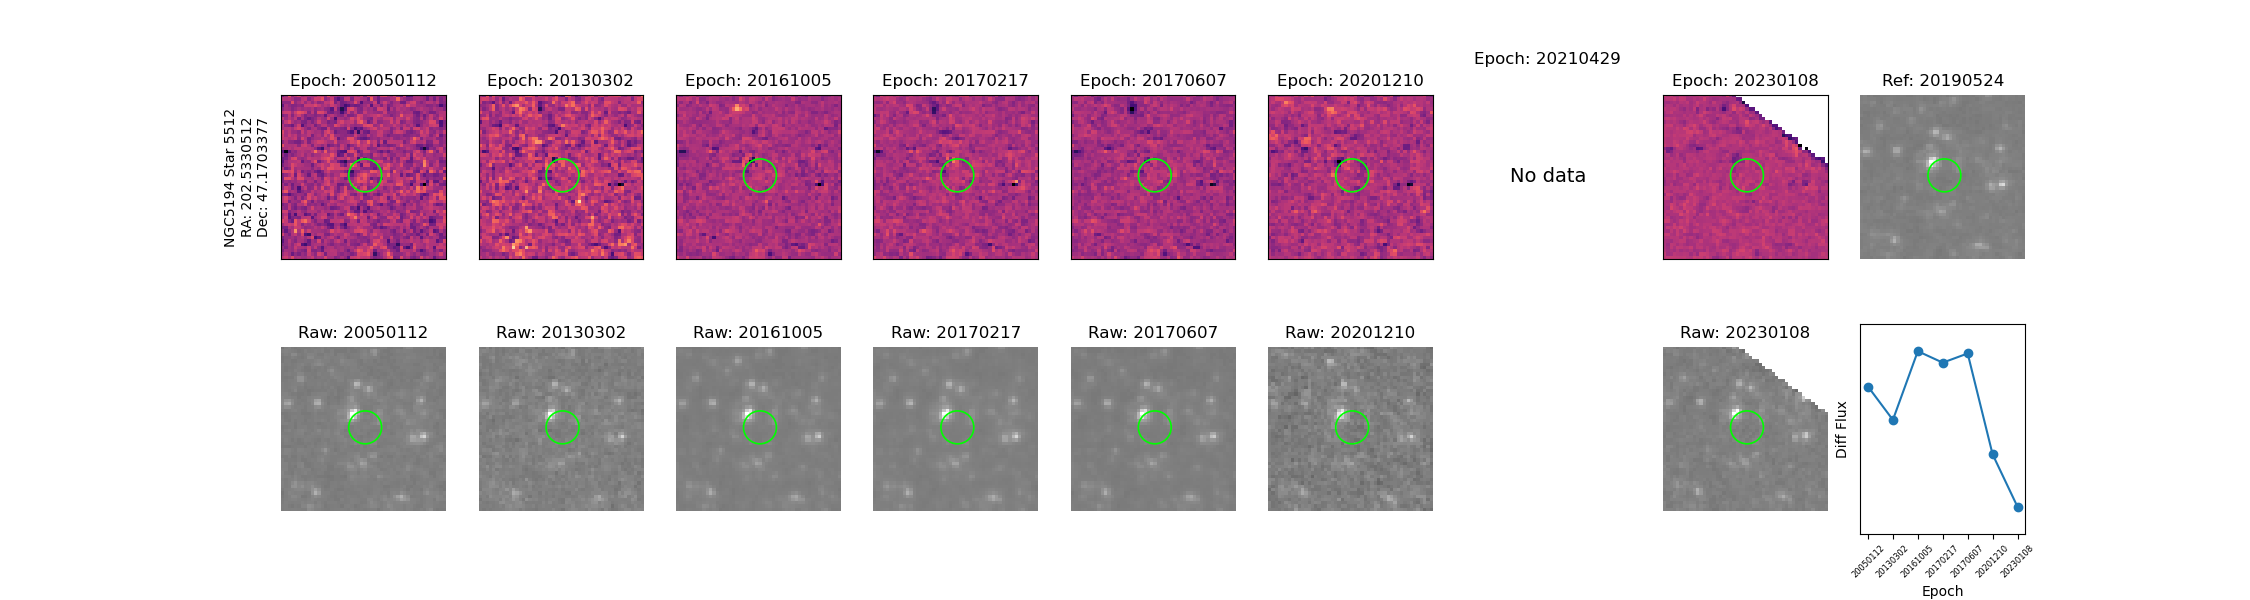 Epoch: 20210429
Epoch: 20050112
Epoch: 20130302
Epoch: 20161005
Epoch: 20170217
Epoch: 20170607
Epoch: 20201210
Epoch: 20230108
Ref: 20190524
NGC5194 Star 5512
RA: 202.5330512
Dec: 47.1703377
No data
Raw: 20050112
Raw: 20130302
Raw: 20161005
Raw: 20170217
Raw: 20170607
Raw: 20201210
Raw: 20230108
Diff Flux
20050112
20130302
20161005
20170217
20170607
20201210
20230108
Epoch